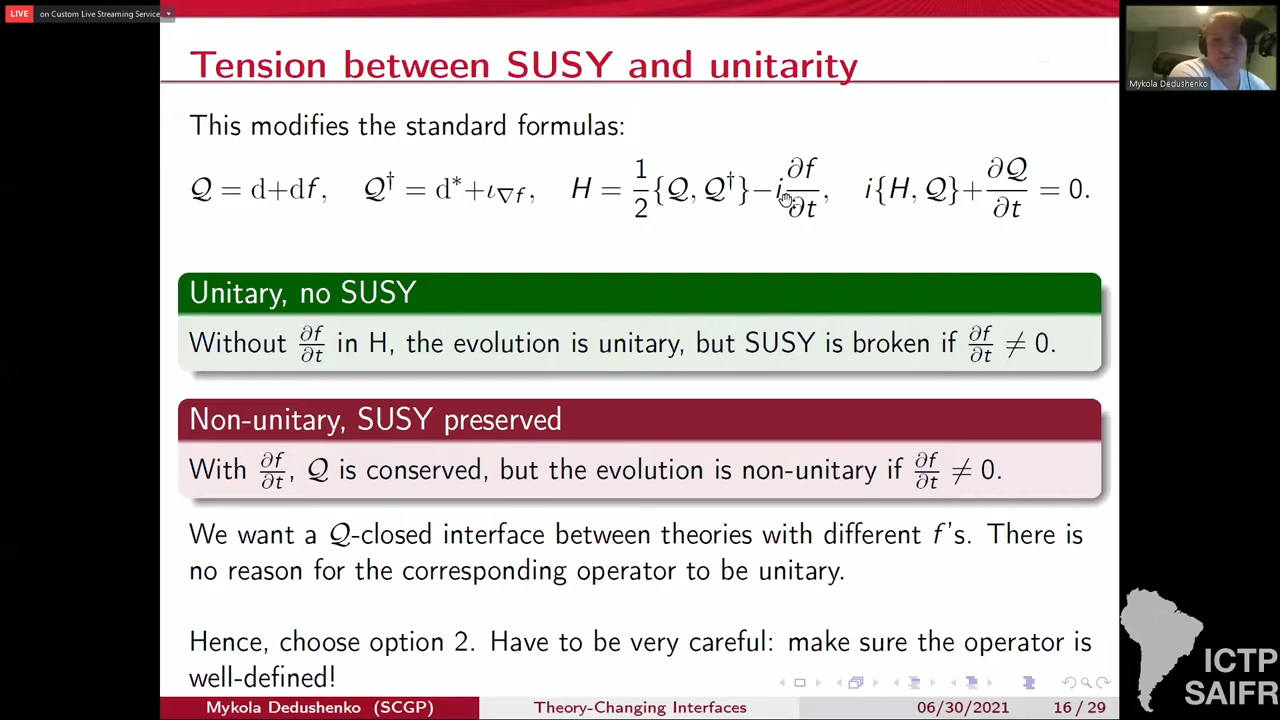 LIVE on Custom Live Streaming Service
Mykola Dedushenko
Tension between SUSY and unitarity
This modifies the standard formulas:
𝒬 = d+df, 𝒬† = d*+ι_{∇f}, H = 1/2{𝒬, 𝒬†}−i ∂f/∂t, i{H, 𝒬}+ ∂𝒬/∂t = 0.
Unitary, no SUSY
Without ∂f/∂t in H, the evolution is unitary, but SUSY is broken if ∂f/∂t ≠ 0.
Non-unitary, SUSY preserved
With ∂f/∂t, 𝒬 is conserved, but the evolution is non-unitary if ∂f/∂t ≠ 0.
We want a 𝒬-closed interface between theories with different f's. There is
no reason for the corresponding operator to be unitary.
Hence, choose option 2. Have to be very careful: make sure the operator is
well-defined!
Mykola Dedushenko (SCGP) Theory-Changing Interfaces 06/30/2021 16 / 29
ICTP
SAIFR